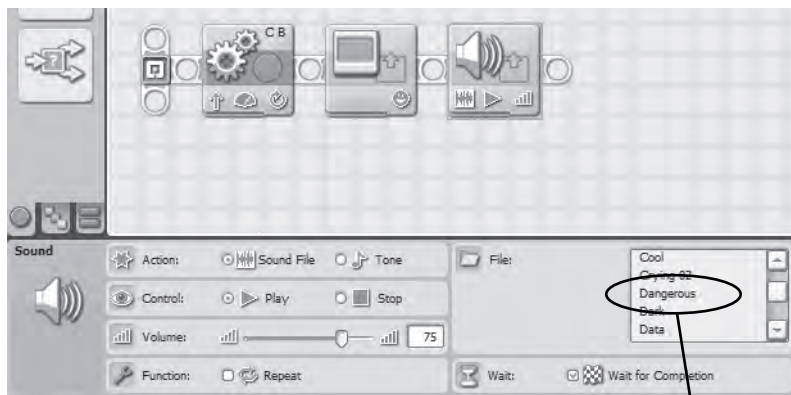 C B
Sound
Action:
Sound File
Tone
Control:
Play
Stop
Volume:
75
Function:
Repeat
File:
Cool
Crying 02
Dangerous
Dark
Data
Wait:
Wait for Completion